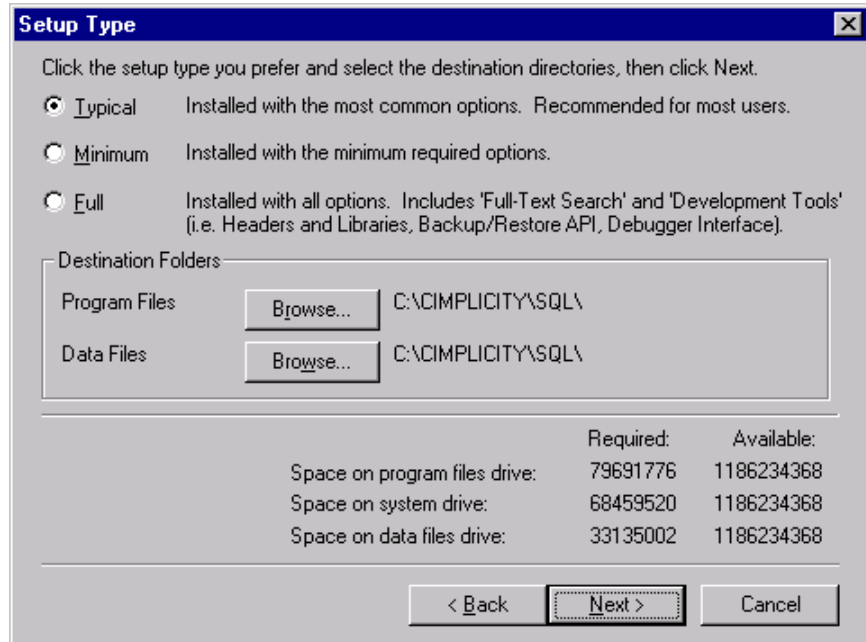 Setup Type
Click the setup type you prefer and select the destination directories, then click Next.
Typical Installed with the most common options. Recommended for most users.
Minimum Installed with the minimum required options.
Full Installed with all options. Includes 'Full-Text Search' and 'Development Tools'
(i.e. Headers and Libraries, Backup/Restore API, Debugger Interface).
Destination Folders
Program Files Browse... C:\CIMPLICITY\SQL\
Data Files Browse... C:\CIMPLICITY\SQL\
Required: Available:
Space on program files drive: 79691776 1186234368
Space on system drive: 68459520 1186234368
Space on data files drive: 33135002 1186234368
< Back Next > Cancel